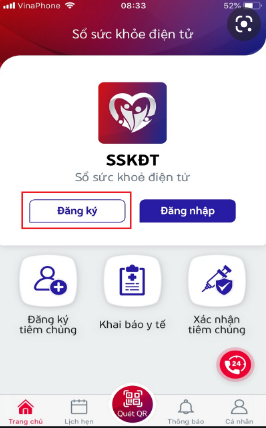 VinaPhone 08:33 52%
Sổ sức khỏe điện tử
SSKĐT
Sổ sức khoẻ điện tử
Đăng ký Đăng nhập
Đăng ký Khai báo y tế Xác nhận
tiêm chủng tiêm chủng
24
Trang chủ Lịch hẹn Quét QR Thông báo Cá nhân